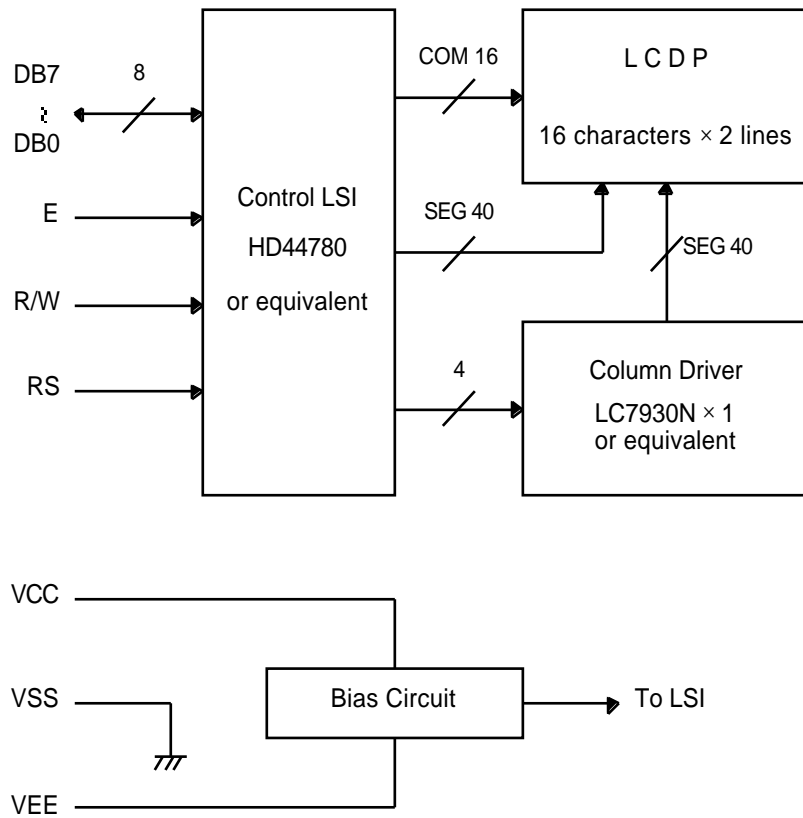 DB7
~
DB0
8
E
R/W
RS
Control LSI
HD44780
or equivalent
COM 16
SEG 40
4
L C D P
16 characters × 2 lines
SEG 40
Column Driver
LC7930N × 1
or equivalent
VCC
VSS
VEE
Bias Circuit
To LSI